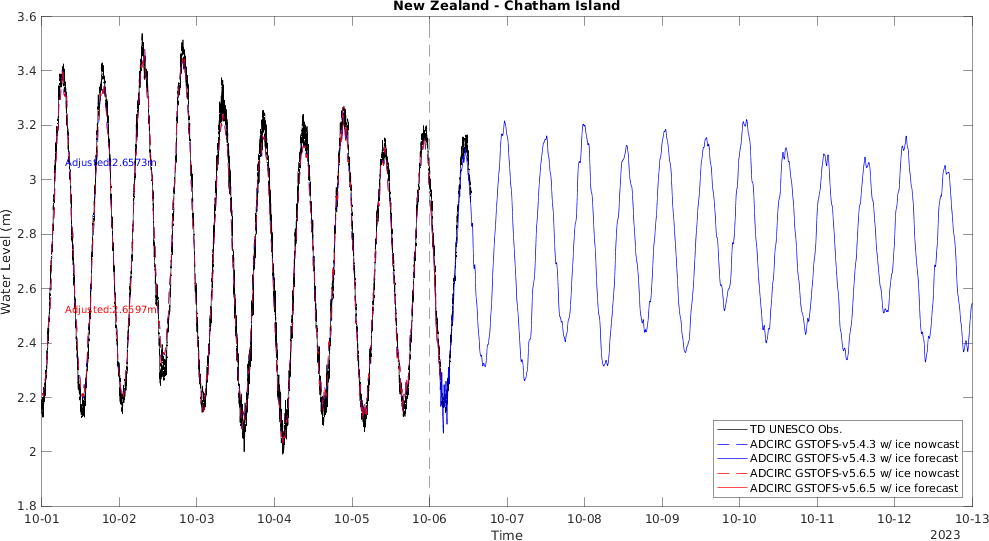 New Zealand - Chatham Island
3.6
3.4
3.2
3
2.8
2.6
2.4
2.2
2
1.8
Water Level (m)
Adjusted:2.6573m
Adjusted:2.6597m
TD UNESCO Obs.
ADCIRC GSTOFS-v5.4.3 w/ ice nowcast
ADCIRC GSTOFS-v5.4.3 w/ ice forecast
ADCIRC GSTOFS-v5.6.5 w/ ice nowcast
ADCIRC GSTOFS-v5.6.5 w/ ice forecast
10-01 10-02 10-03 10-04 10-05 10-06 10-07 10-08 10-09 10-10 10-11 10-12 10-13
Time
2023